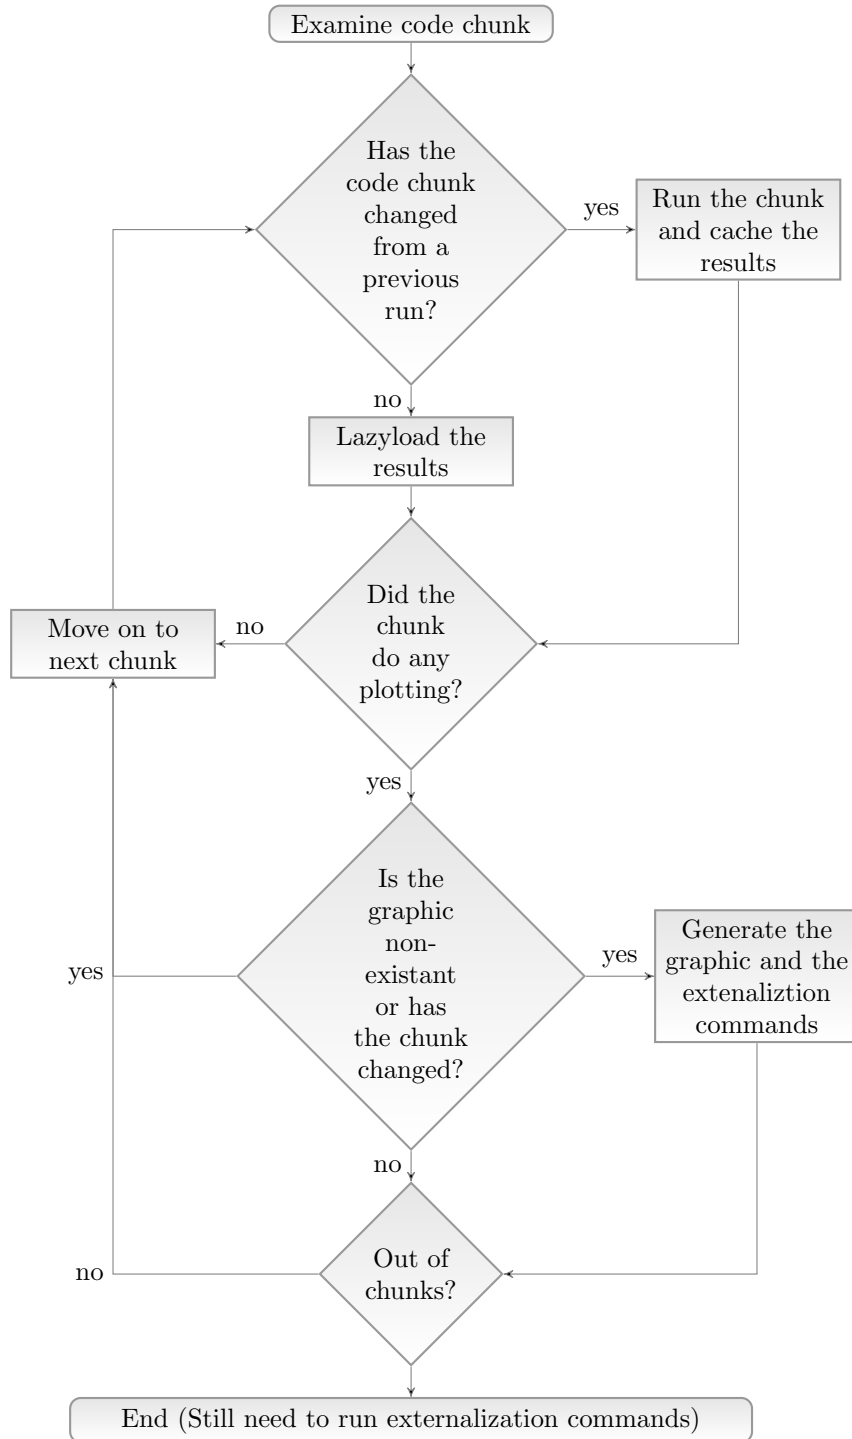 Examine code chunk
Has the
code chunk
changed
from a
previous
run?
yes
Run the chunk
and cache the
results
no
Lazyload the
results
Did the
chunk
do any
plotting?
no
Move on to
next chunk
yes
Is the
graphic
non-
existant
or has
the chunk
changed?
yes
yes
Generate the
graphic and the
extenaliztion
commands
no
Out of
chunks?
no
End (Still need to run externalization commands)